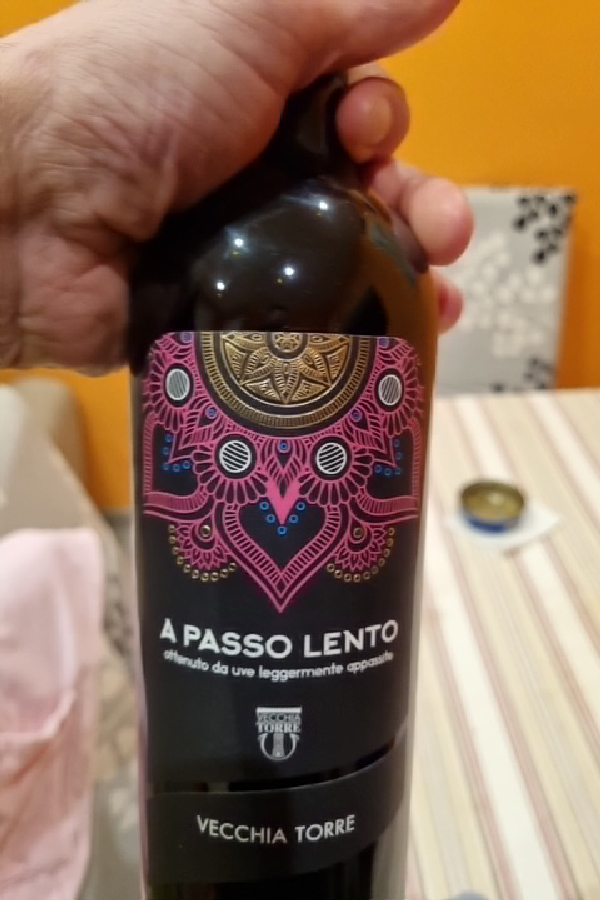 A PASSO LENTO
ottenuto da uve leggermente appassite
VECCHIA
TORRE
VECCHIA TORRE